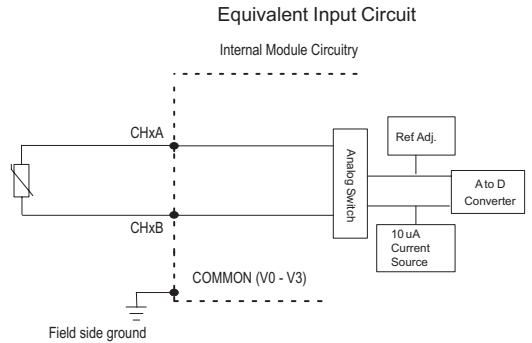 Equivalent Input Circuit
Internal Module Circuitry
CHxA
Ref Adj.
Analog Switch
A to D
Converter
CHxB
10 uA
Current
Source
COMMON (V0 - V3)
Field side ground